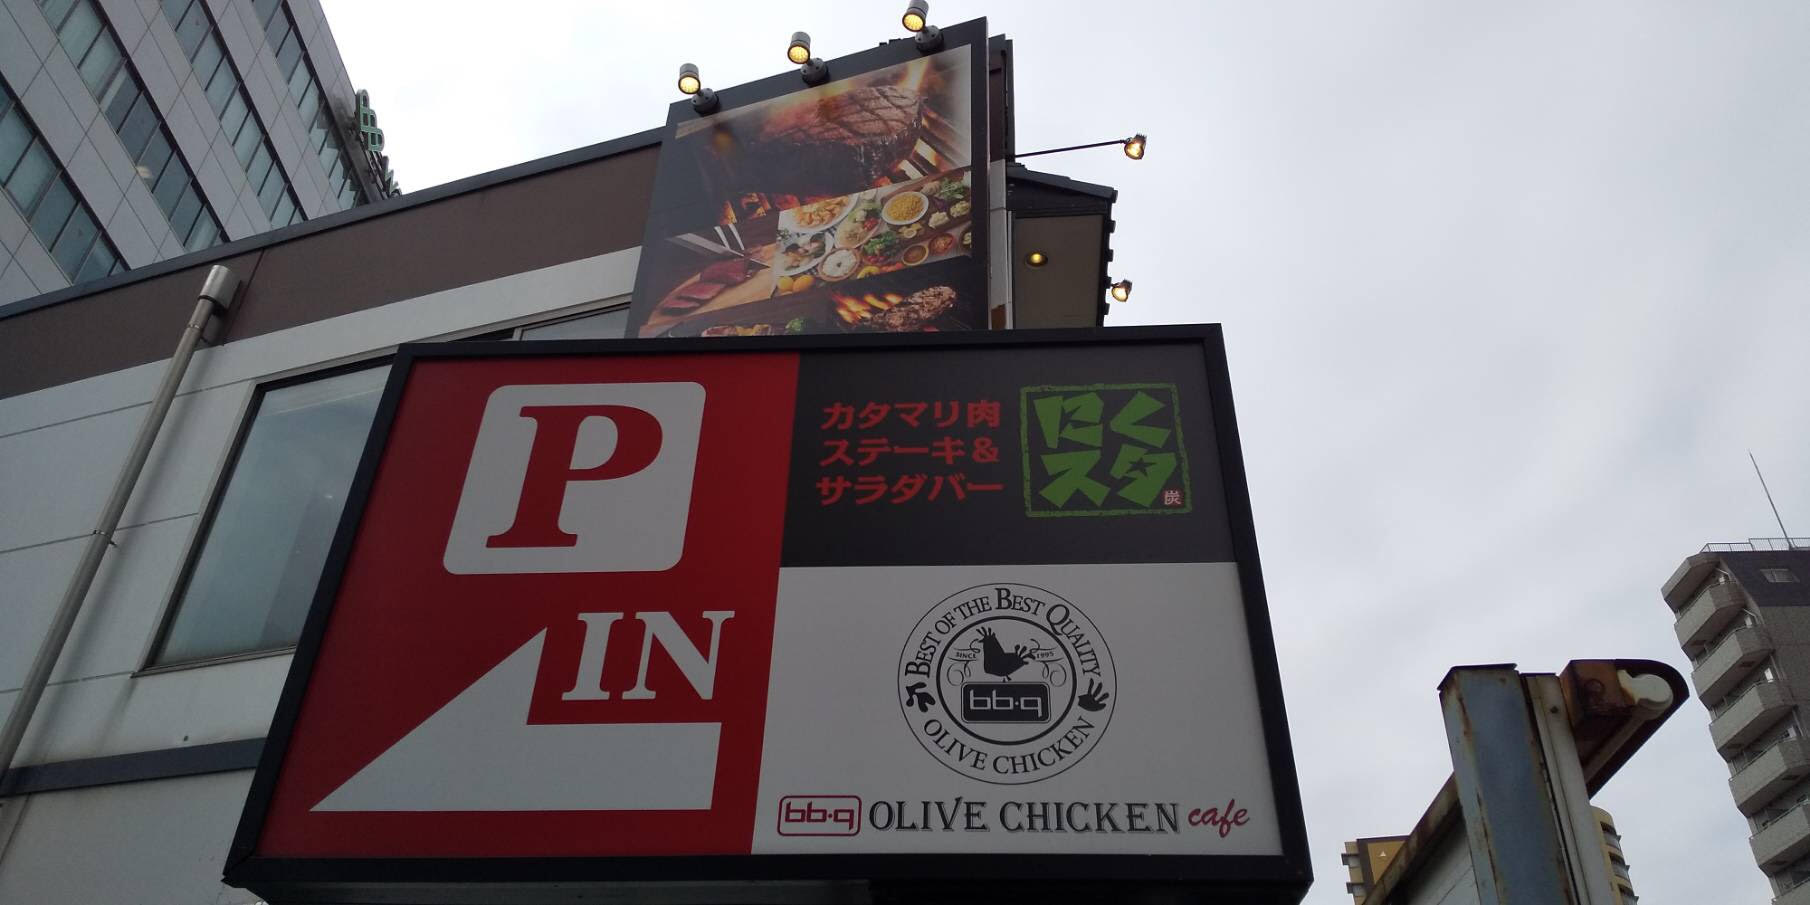 P
IN
カタマリ肉
ステーキ&
サラダバー
にく
スタ
炭
BEST OF THE BEST QUALITY
SINCE 1995
bb.q
OLIVE CHICKEN
bb.q OLIVE CHICKEN cafe